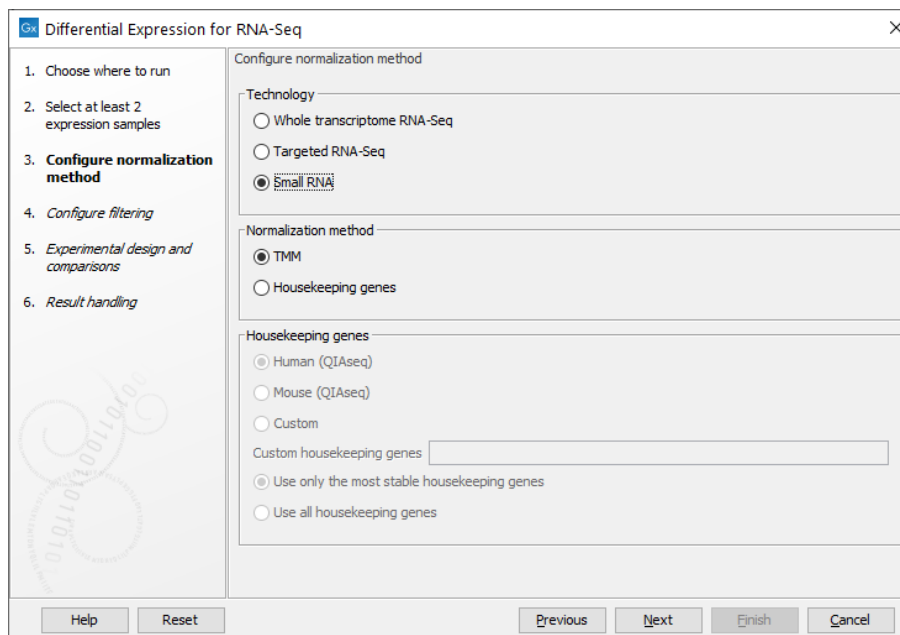 Gx Differential Expression for RNA-Seq
1. Choose where to run
2. Select at least 2
expression samples
3. Configure normalization
method
4. Configure filtering
5. Experimental design and
comparisons
6. Result handling
Configure normalization method
Technology
Whole transcriptome RNA-Seq
Targeted RNA-Seq
Small RNA
Normalization method
TMM
Housekeeping genes
Housekeeping genes
Human (QIAseq)
Mouse (QIAseq)
Custom
Custom housekeeping genes
Use only the most stable housekeeping genes
Use all housekeeping genes
Help
Reset
Previous
Next
Finish
Cancel